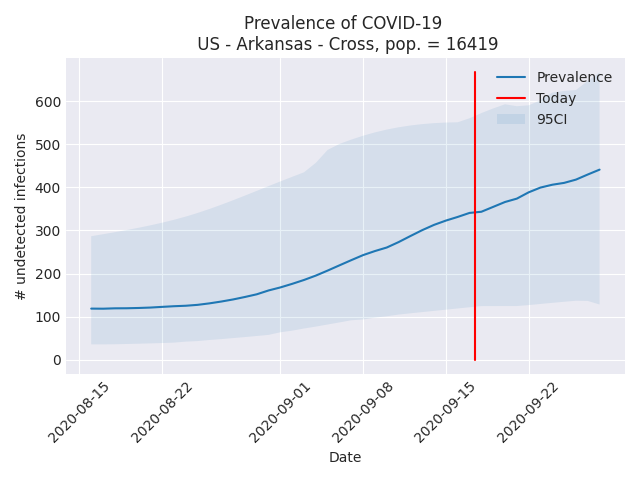 Prevalence of COVID-19
US - Arkansas - Cross, pop. = 16419
Prevalence
Today
95CI
600
500
400
300
200
100
0
# undetected infections
2020-08-15
2020-08-22
2020-09-01
2020-09-08
2020-09-15
2020-09-22
Date